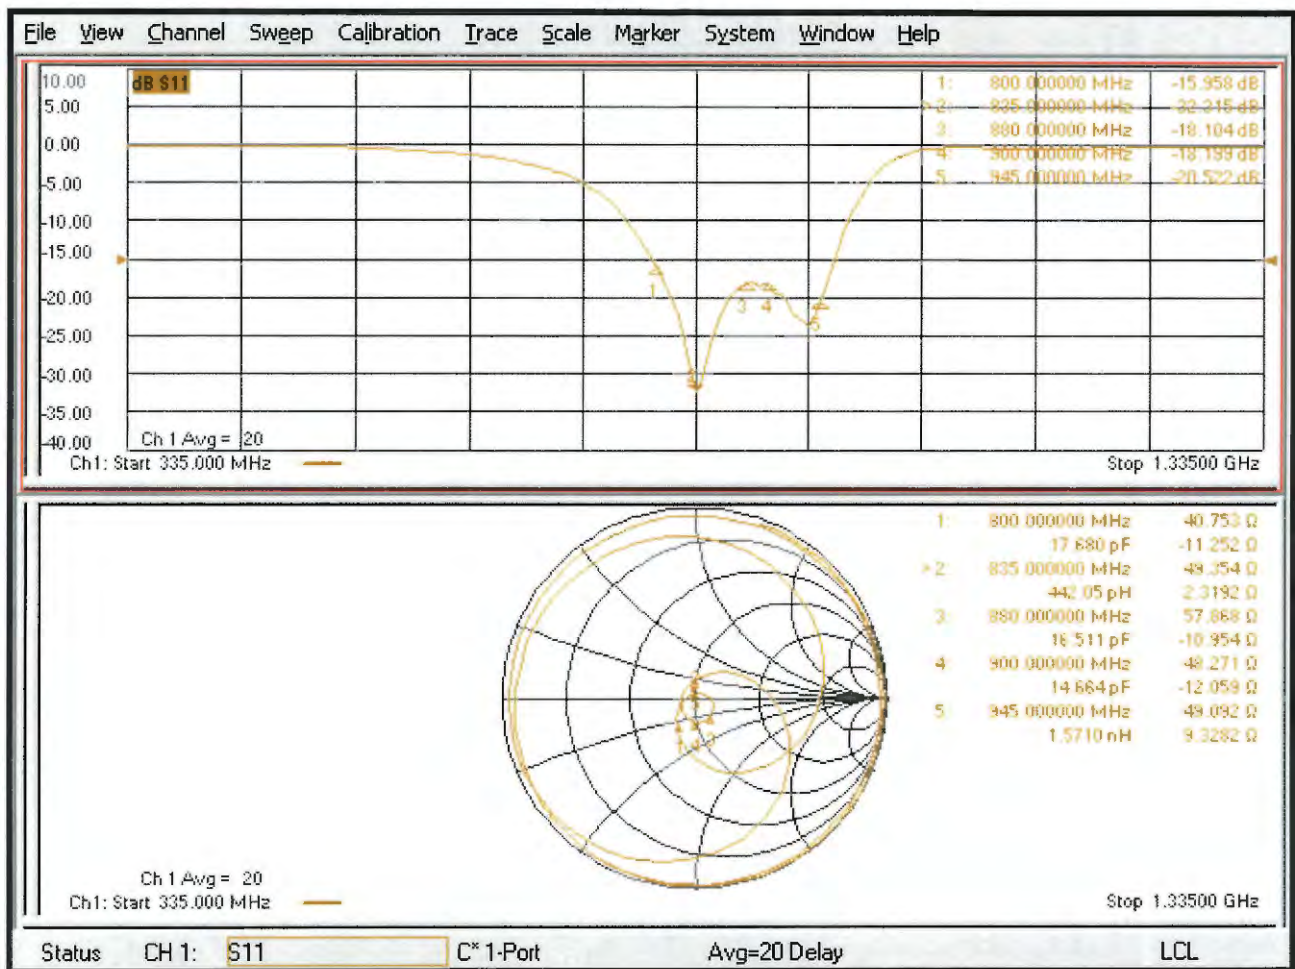 File View Channel Sweep Calibration Trace Scale Marker System Window Help
10.00
5.00
0.00
-5.00
-10.00
-15.00
-20.00
-25.00
-30.00
-35.00
-40.00
dB S11
1: 800.000000 MHz -15.958 dB
> 2: 835.000000 MHz -32.315 dB
3: 880.000000 MHz -18.104 dB
4: 900.000000 MHz -18.199 dB
5: 945.000000 MHz -20.522 dB
1
3
4
5
Ch 1 Avg = 20
Ch1: Start 335.000 MHz
Stop 1.33500 GHz
1: 800.000000 MHz 40.753 Ω
17.680 pF -11.252 Ω
> 2: 835.000000 MHz 49.354 Ω
442.05 pH 2.3192 Ω
3: 880.000000 MHz 57.868 Ω
16.511 pF -10.954 Ω
4: 900.000000 MHz 48.271 Ω
14.664 pF -12.059 Ω
5: 945.000000 MHz 49.092 Ω
1.5710 nH 9.3282 Ω
Ch 1 Avg = 20
Ch1: Start 335.000 MHz
Stop 1.33500 GHz
Status CH 1: S11 C* 1-Port Avg=20 Delay LCL